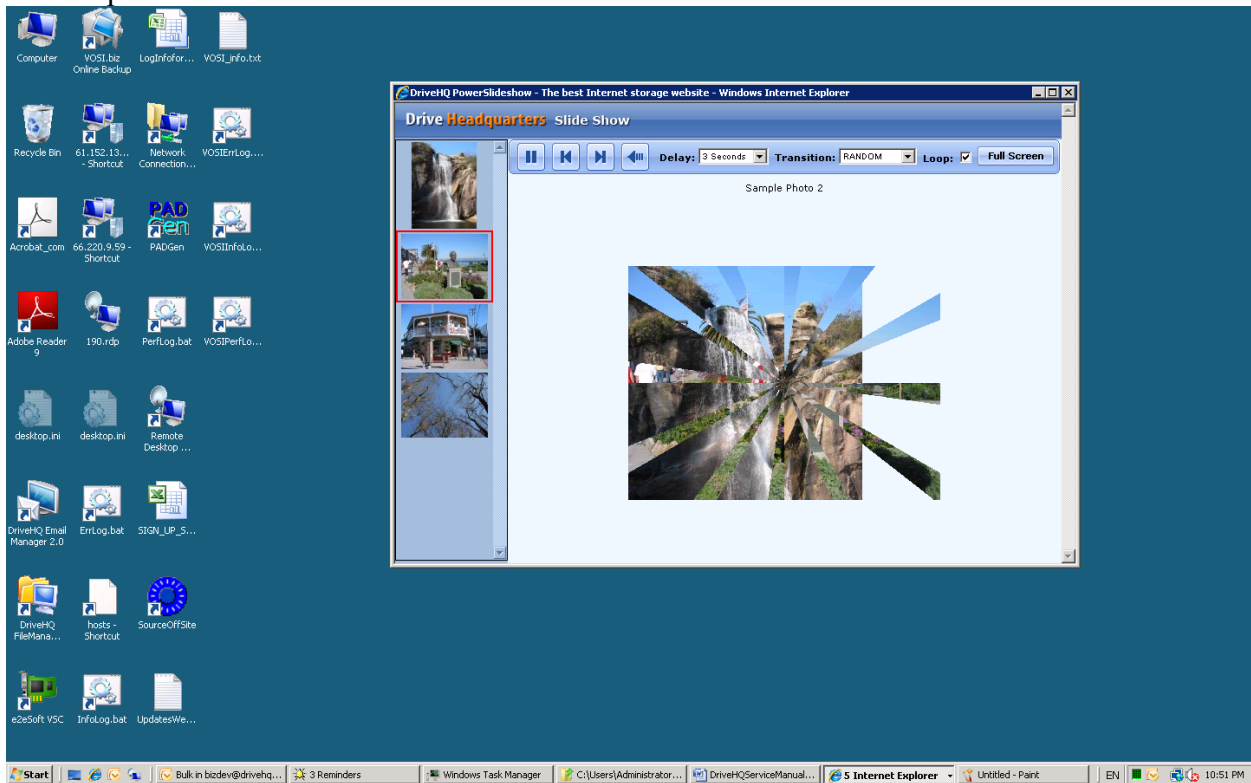 Computer
VOSI.biz Online Backup
LogInfofor...
VOSI_info.txt
Recycle Bin
61.152.13... - Shortcut
Network Connection...
VOSIErrLog....
Acrobat_com
66.220.9.59 - Shortcut
PAD Gen
PADGen
VOSIInfoLo...
Adobe Reader 9
190.rdp
PerfLog.bat
VOSIPerfLo...
desktop.ini
desktop.ini
Remote Desktop ...
DriveHQ Email Manager 2.0
ErrLog.bat
SIGN_UP_S...
DriveHQ FileMana...
hosts - Shortcut
SourceOffSite
e2eSoft VSC
InfoLog.bat
UpdatesWe...
DriveHQ PowerSlideshow - The best Internet storage website - Windows Internet Explorer
Drive Headquarters Slide Show
Delay: 3 Seconds Transition: RANDOM Loop: Full Screen
Sample Photo 2
Start Bulk in bizdev@drivehq... 3 Reminders Windows Task Manager C:\Users\Administrator... DriveHQServiceManual... 5 Internet Explorer Untitled - Paint EN 10:51 PM